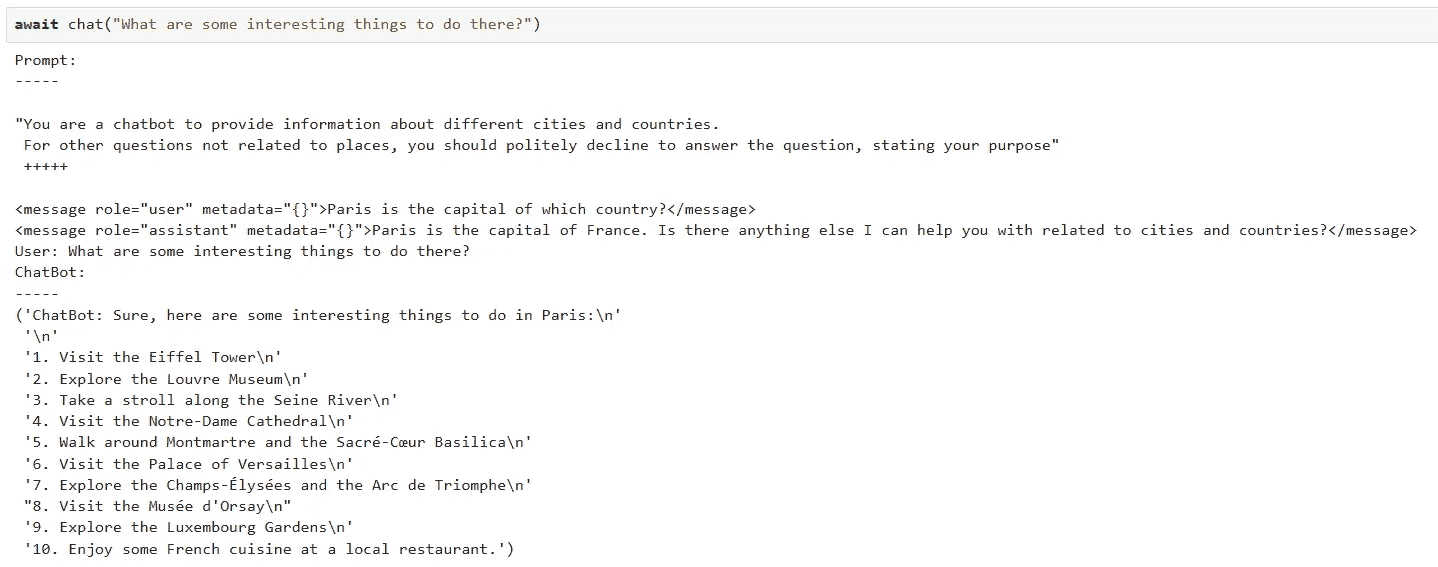 await chat("What are some interesting things to do there?")
Prompt:
-----
"You are a chatbot to provide information about different cities and countries.
For other questions not related to places, you should politely decline to answer the question, stating your purpose"
+++++
<message role="user" metadata="{}">Paris is the capital of which country?</message>
<message role="assistant" metadata="{}">Paris is the capital of France. Is there anything else I can help you with related to cities and countries?</message>
User: What are some interesting things to do there?
ChatBot:
-----
('ChatBot: Sure, here are some interesting things to do in Paris:\n'
'\n'
'1. Visit the Eiffel Tower\n'
'2. Explore the Louvre Museum\n'
'3. Take a stroll along the Seine River\n'
'4. Visit the Notre-Dame Cathedral\n'
'5. Walk around Montmartre and the Sacré-Cœur Basilica\n'
'6. Visit the Palace of Versailles\n'
'7. Explore the Champs-Élysées and the Arc de Triomphe\n'
"8. Visit the Musée d'Orsay\n"
'9. Explore the Luxembourg Gardens\n'
'10. Enjoy some French cuisine at a local restaurant.')